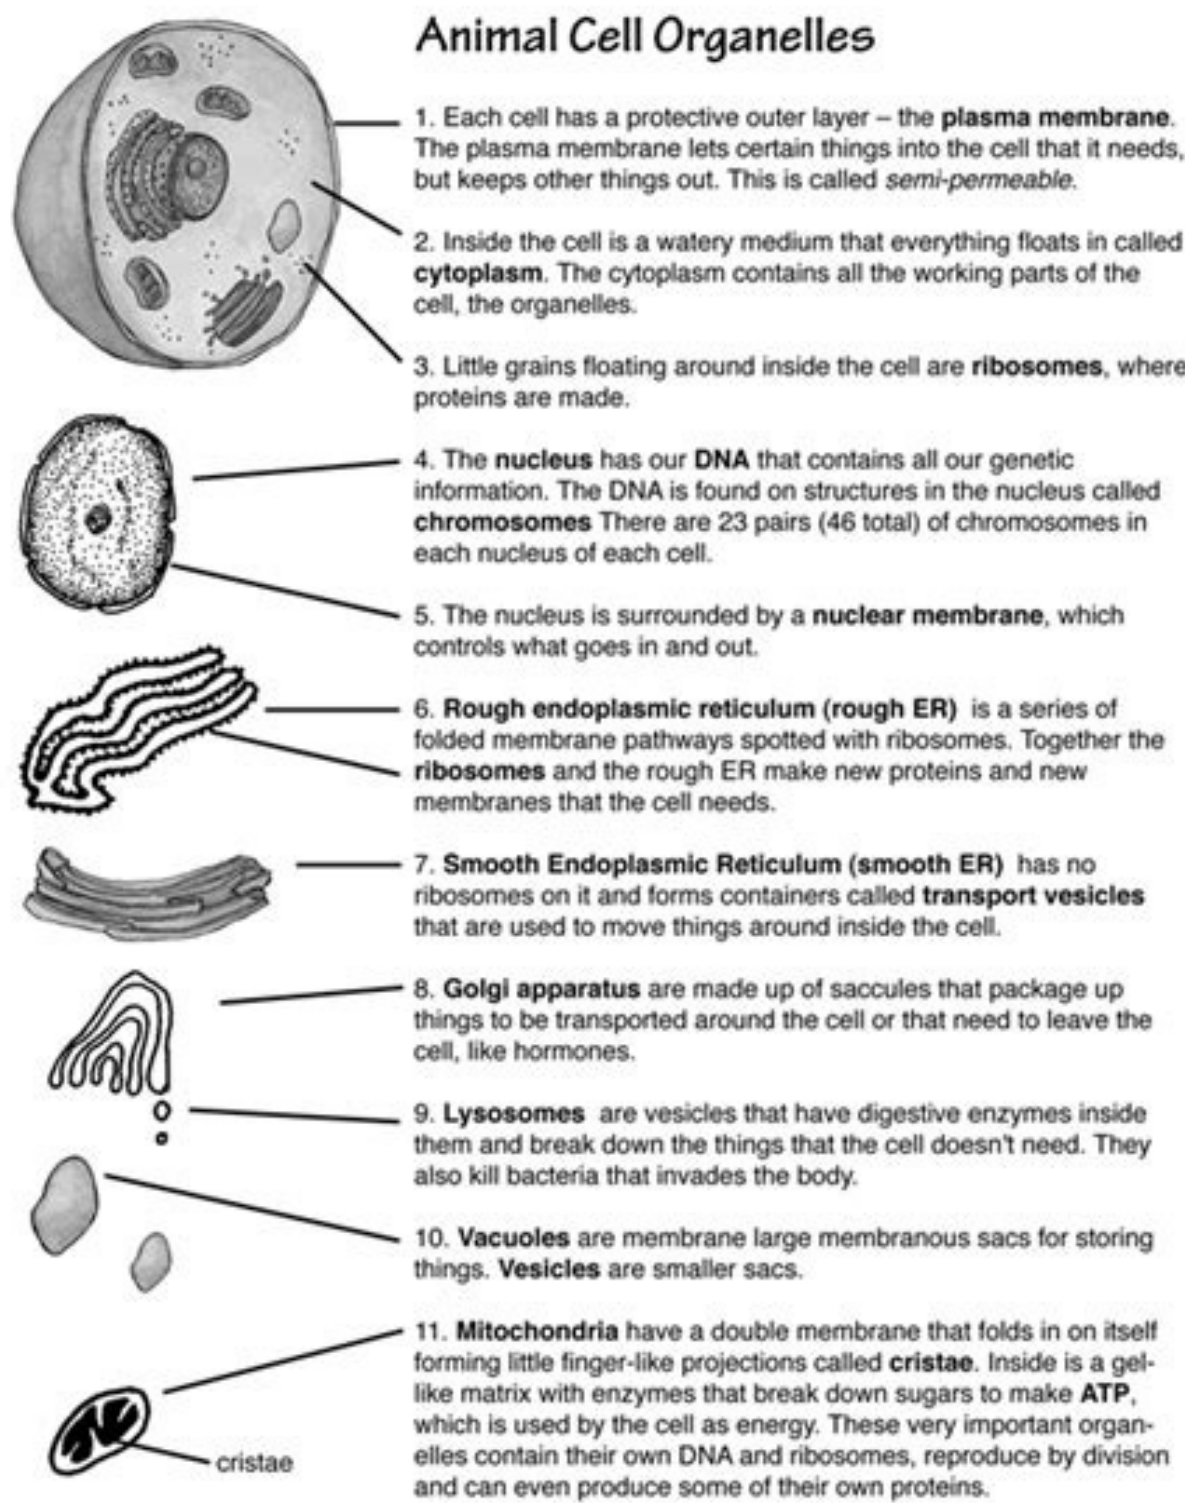 Animal Cell Organelles
1. Each cell has a protective outer layer – the plasma membrane.
The plasma membrane lets certain things into the cell that it needs,
but keeps other things out. This is called semi-permeable.
2. Inside the cell is a watery medium that everything floats in called
cytoplasm. The cytoplasm contains all the working parts of the
cell, the organelles.
3. Little grains floating around inside the cell are ribosomes, where
proteins are made.
4. The nucleus has our DNA that contains all our genetic
information. The DNA is found on structures in the nucleus called
chromosomes There are 23 pairs (46 total) of chromosomes in
each nucleus of each cell.
5. The nucleus is surrounded by a nuclear membrane, which
controls what goes in and out.
6. Rough endoplasmic reticulum (rough ER) is a series of
folded membrane pathways spotted with ribosomes. Together the
ribosomes and the rough ER make new proteins and new
membranes that the cell needs.
7. Smooth Endoplasmic Reticulum (smooth ER) has no
ribosomes on it and forms containers called transport vesicles
that are used to move things around inside the cell.
8. Golgi apparatus are made up of saccules that package up
things to be transported around the cell or that need to leave the
cell, like hormones.
9. Lysosomes are vesicles that have digestive enzymes inside
them and break down the things that the cell doesn't need. They
also kill bacteria that invades the body.
10. Vacuoles are membrane large membranous sacs for storing
things. Vesicles are smaller sacs.
11. Mitochondria have a double membrane that folds in on itself
forming little finger-like projections called cristae. Inside is a gel-
like matrix with enzymes that break down sugars to make ATP,
which is used by the cell as energy. These very important organ-
elles contain their own DNA and ribosomes, reproduce by division
and can even produce some of their own proteins.
cristae